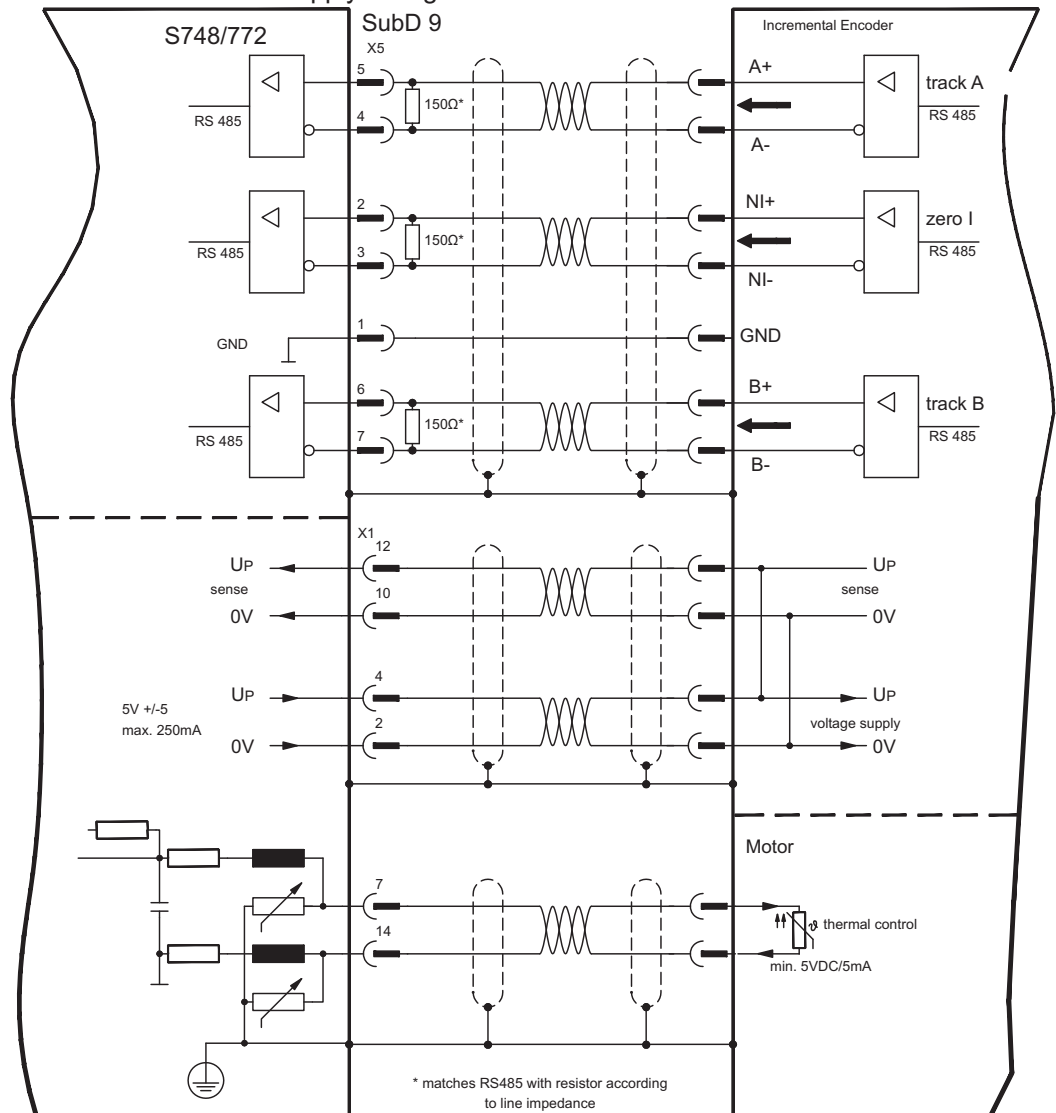 S748/772
SubD 9
Incremental Encoder
X5
5
A+
track A
150Ω*
RS 485
RS 485
4
A-
2
NI+
zero I
150Ω*
RS 485
RS 485
3
NI-
1
GND
GND
6
B+
track B
150Ω*
RS 485
RS 485
7
B-
X1
12
UP
UP
sense
sense
10
0V
0V
4
UP
UP
5V +/-5
max. 250mA
voltage supply
2
0V
0V
Motor
7
ϑ thermal control
14
min. 5VDC/5mA
* matches RS485 with resistor according
to line impedance